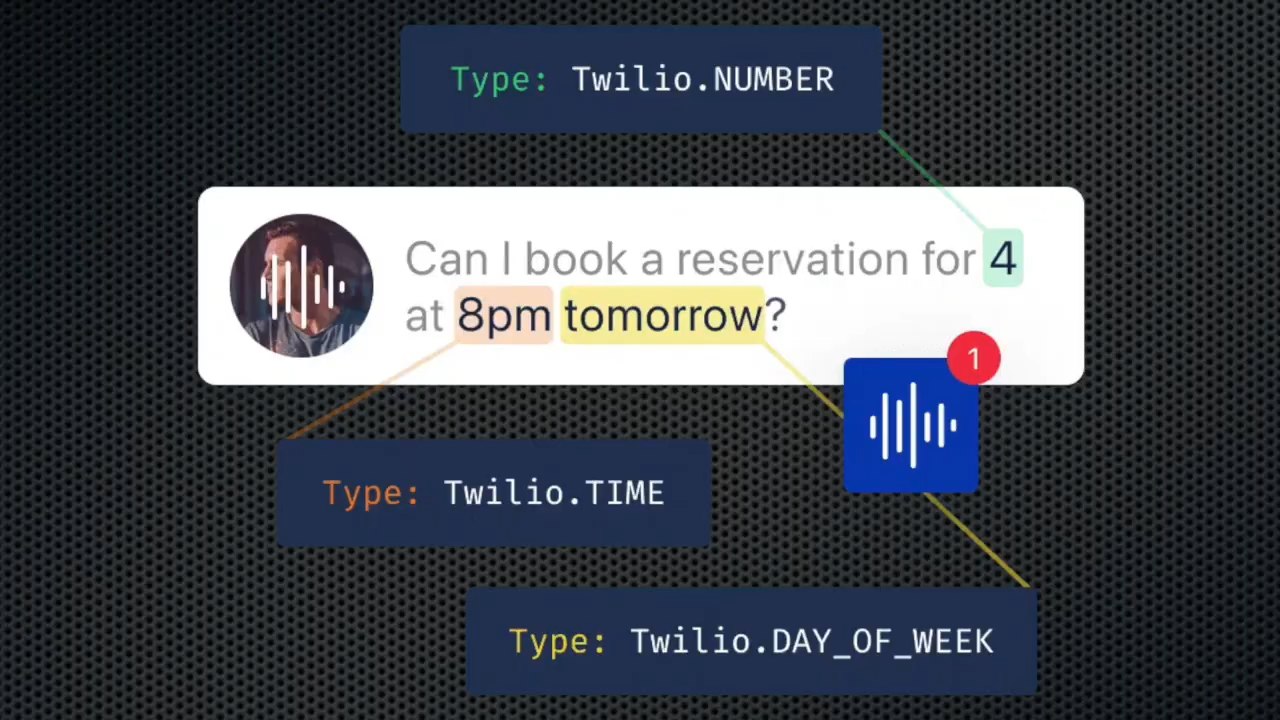 Type: Twilio.NUMBER
Can I book a reservation for 4
at 8pm tomorrow?
1
Type: Twilio.TIME
Type: Twilio.DAY_OF_WEEK